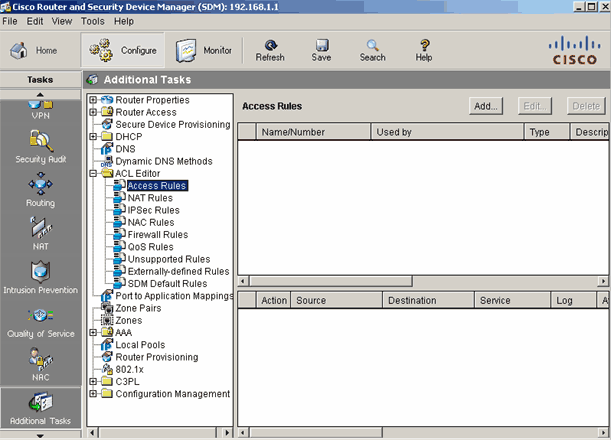 Cisco Router and Security Device Manager (SDM): 192.168.1.1
File Edit View Tools Help
Home Configure Monitor Refresh Save Search Help CISCO
Tasks
Additional Tasks
VPN
Security Audit
Routing
NAT
Intrusion Prevention
Quality of Service
NAC
Additional Tasks
Router Properties
Router Access
Secure Device Provisioning
DHCP
DNS
Dynamic DNS Methods
ACL Editor
Access Rules
NAT Rules
IPSec Rules
NAC Rules
Firewall Rules
QoS Rules
Unsupported Rules
Externally-defined Rules
SDM Default Rules
Port to Application Mappings
Zone Pairs
Zones
AAA
Local Pools
Router Provisioning
802.1x
C3PL
Configuration Management
Access Rules Add... Edit... Delete
Name/Number Used by Type Descrip
Action Source Destination Service Log